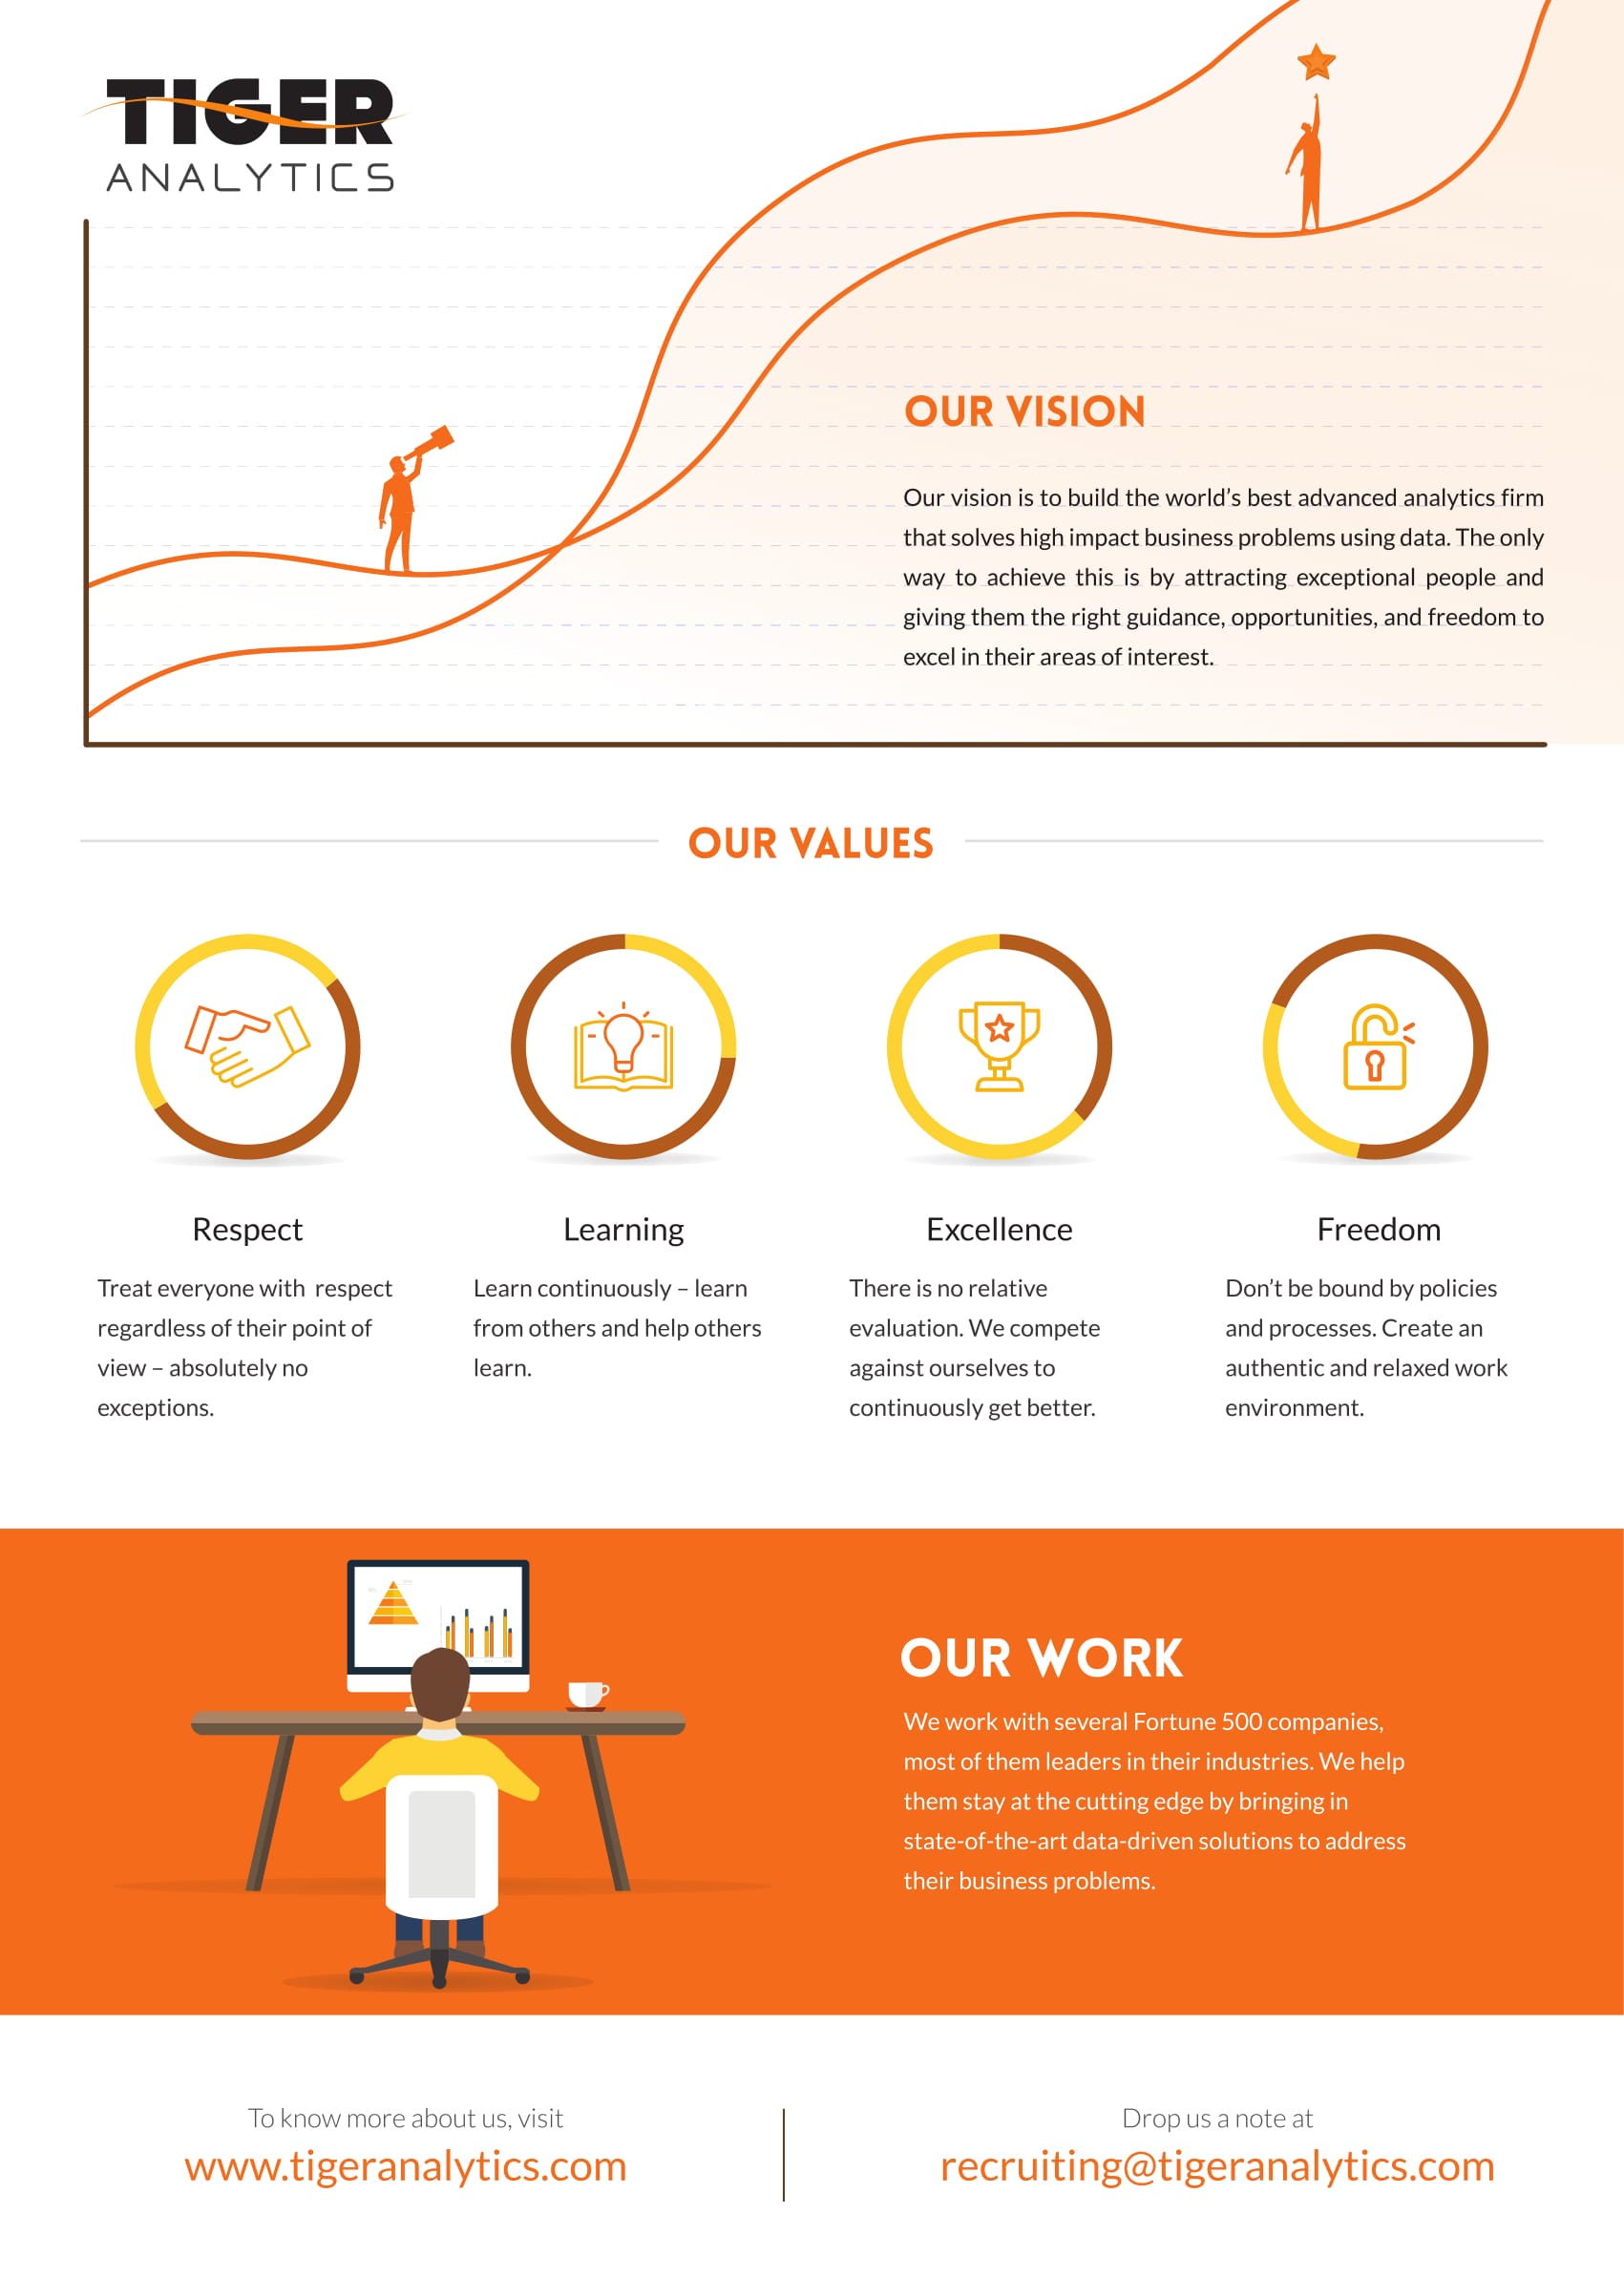 TIGER
ANALYTICS
OUR VISION
Our vision is to build the world’s best advanced analytics firm
that solves high impact business problems using data. The only
way to achieve this is by attracting exceptional people and
giving them the right guidance, opportunities, and freedom to
excel in their areas of interest.
OUR VALUES
Respect
Treat everyone with respect
regardless of their point of
view – absolutely no
exceptions.
Learning
Learn continuously – learn
from others and help others
learn.
Excellence
There is no relative
evaluation. We compete
against ourselves to
continuously get better.
Freedom
Don’t be bound by policies
and processes. Create an
authentic and relaxed work
environment.
OUR WORK
We work with several Fortune 500 companies,
most of them leaders in their industries. We help
them stay at the cutting edge by bringing in
state-of-the-art data-driven solutions to address
their business problems.
To know more about us, visit
www.tigeranalytics.com
Drop us a note at
recruiting@tigeranalytics.com